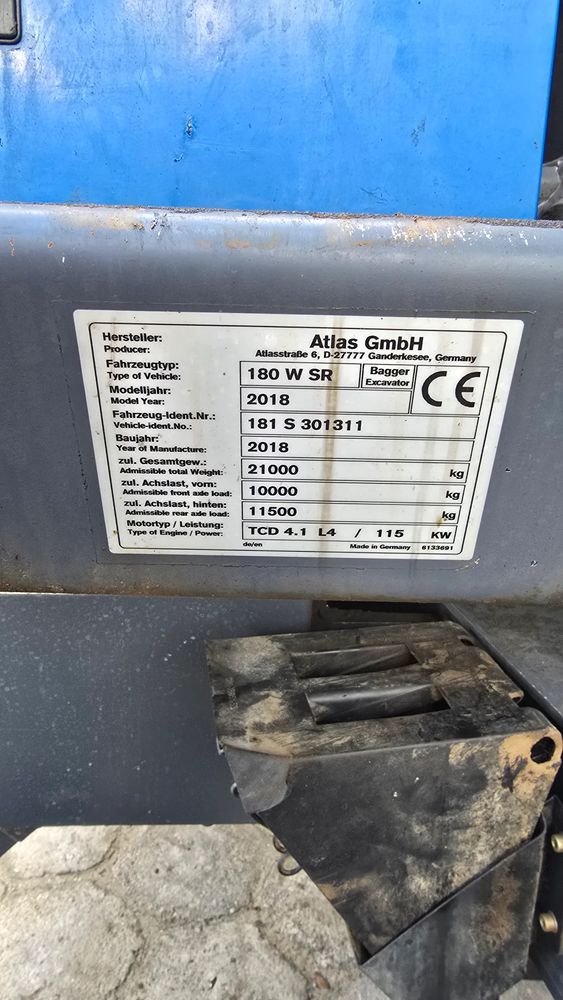 Hersteller:
Producer:
Atlas GmbH
Atlasstraße 6, D-27777 Ganderkesee, Germany
Fahrzeugtyp:
Type of Vehicle:
180 W SR
Bagger
Excavator
CE
Modelljahr:
Model Year:
2018
Fahrzeug-Ident.Nr.:
Vehicle-ident.No.:
181 S 301311
Baujahr:
Year of Manufacture:
2018
zul. Gesamtgew.:
Admissible total Weight:
21000 kg
zul. Achslast, vorn:
Admissible front axle load:
10000 kg
zul. Achslast, hinten:
Admissible rear axle load:
11500 kg
Motortyp / Leistung:
Type of Engine / Power:
TCD 4.1 L4 / 115 KW
de/en Made in Germany 6133691